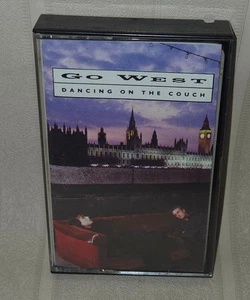 GO WEST
DANCING ON THE COUCH